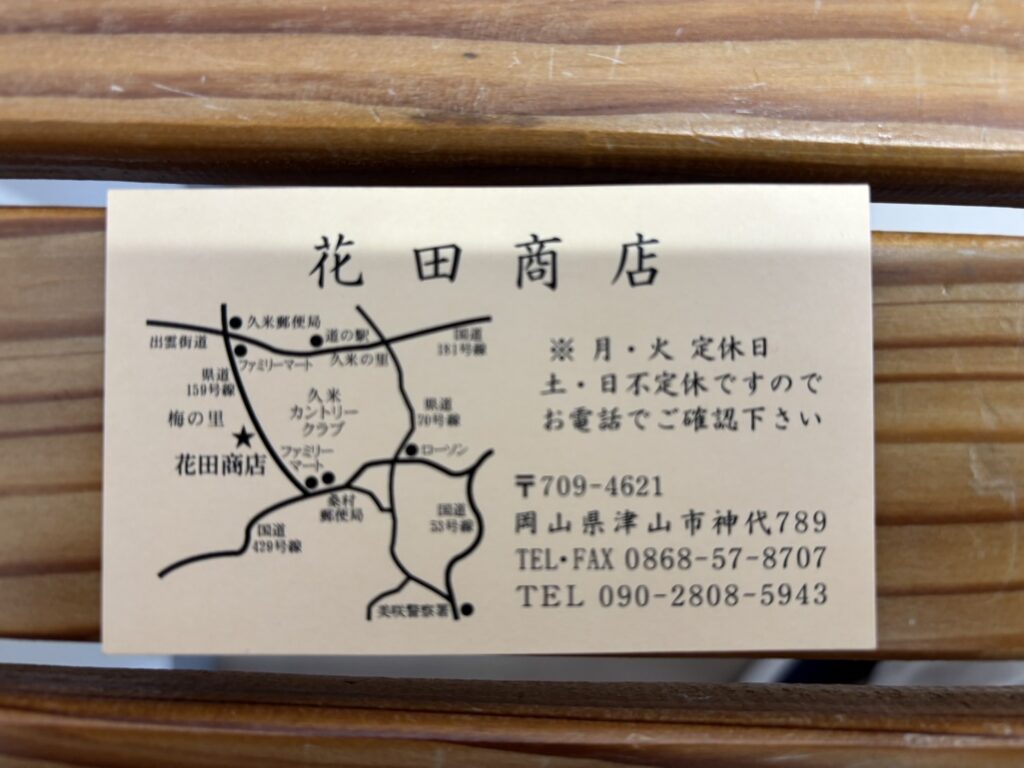 花田商店
久米郵便局
道の駅
久米の里
国道
181号線
出雲街道
ファミリーマート
県道
159号線
久米
カントリー
クラブ
県道
70号線
梅の里
★
花田商店
ファミリー
マート
ローソン
桑村
郵便局
国道
429号線
国道
53号線
美咲警察署
※ 月・火 定休日
土・日不定休ですので
お電話でご確認下さい
〒709-4621
岡山県津山市神代789
TEL・FAX 0868-57-8707
TEL 090-2808-5943